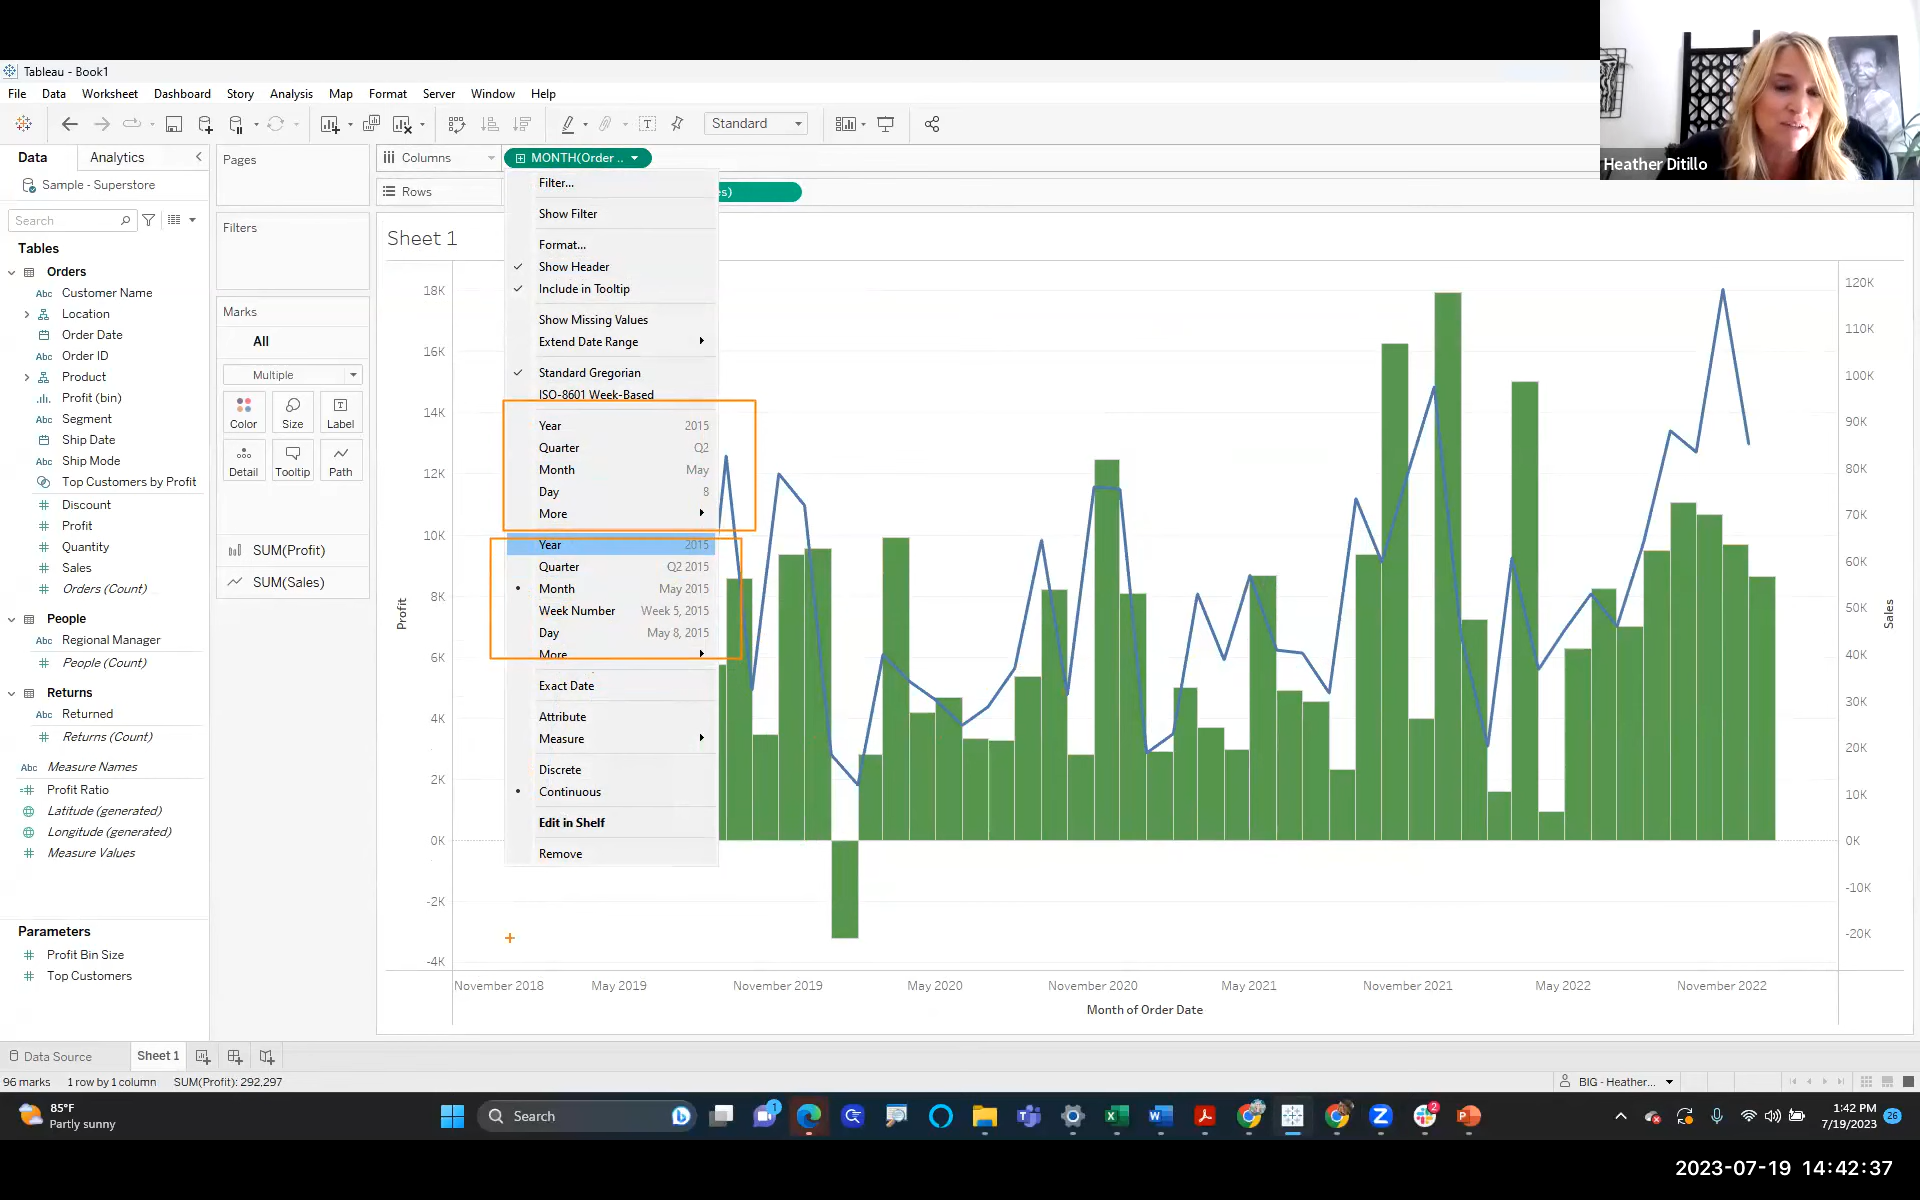 Tableau - Book1
File Data Worksheet Dashboard Story Analysis Map Format Server Window Help
Standard
Heather Ditillo
Data Analytics
Sample - Superstore
Search
Tables
Orders
Abc Customer Name
Location
Order Date
Abc Order ID
Product
Profit (bin)
Abc Segment
Ship Date
Abc Ship Mode
Top Customers by Profit
Discount
Profit
Quantity
Sales
Orders (Count)
People
Abc Regional Manager
People (Count)
Returns
Abc Returned
Returns (Count)
Abc Measure Names
Profit Ratio
Latitude (generated)
Longitude (generated)
Measure Values
Parameters
Profit Bin Size
Top Customers
Pages
Filters
Marks
All
Multiple
Color Size Label
Detail Tooltip Path
SUM(Profit)
SUM(Sales)
Columns MONTH(Order ..
Rows s)
Sheet 1
Filter...
Show Filter
Format...
Show Header
Include in Tooltip
Show Missing Values
Extend Date Range
Standard Gregorian
ISO-8601 Week-Based
Year 2015
Quarter Q2
Month May
Day 8
More
Year 2015
Quarter Q2 2015
Month May 2015
Week Number Week 5, 2015
Day May 8, 2015
More
Exact Date
Attribute
Measure
Discrete
Continuous
Edit in Shelf
Remove
18K
16K
14K
12K
10K
8K
6K
4K
2K
0K
-2K
-4K
Profit
120K
110K
100K
90K
80K
70K
60K
50K
40K
30K
20K
10K
0K
-10K
-20K
Sales
November 2018 May 2019 November 2019 May 2020 November 2020 May 2021 November 2021 May 2022 November 2022
Month of Order Date
Data Source Sheet 1
96 marks 1 row by 1 column SUM(Profit): 292,297
BIG - Heather...
85°F
Partly sunny
Search
1
2
1:42 PM
7/19/2023
26
2023-07-19 14:42:37